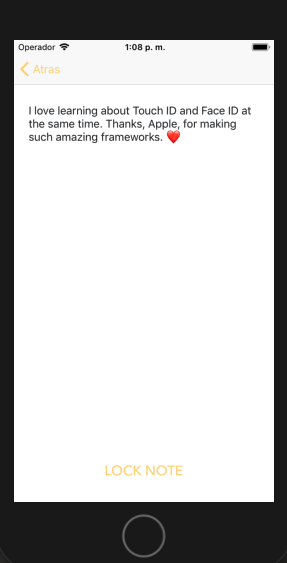 Operador 1:08 p. m.
Atras
I love learning about Touch ID and Face ID at
the same time. Thanks, Apple, for making
such amazing frameworks. ❤️
LOCK NOTE